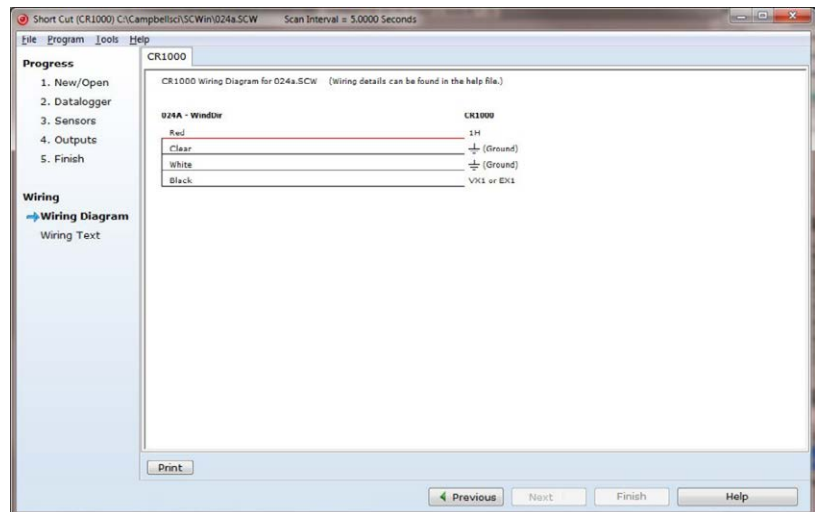 Short Cut (CR1000) C:\Campbellsci\SCWin\024a.SCW Scan Interval = 5.0000 Seconds
File Program Tools Help
Progress
1. New/Open
2. Datalogger
3. Sensors
4. Outputs
5. Finish
Wiring
Wiring Diagram
Wiring Text
CR1000
CR1000 Wiring Diagram for 024a.SCW (Wiring details can be found in the help file.)
024A - WindDir CR1000
Red 1H
Clear (Ground)
White (Ground)
Black VX1 or EX1
Print
Previous Next Finish Help